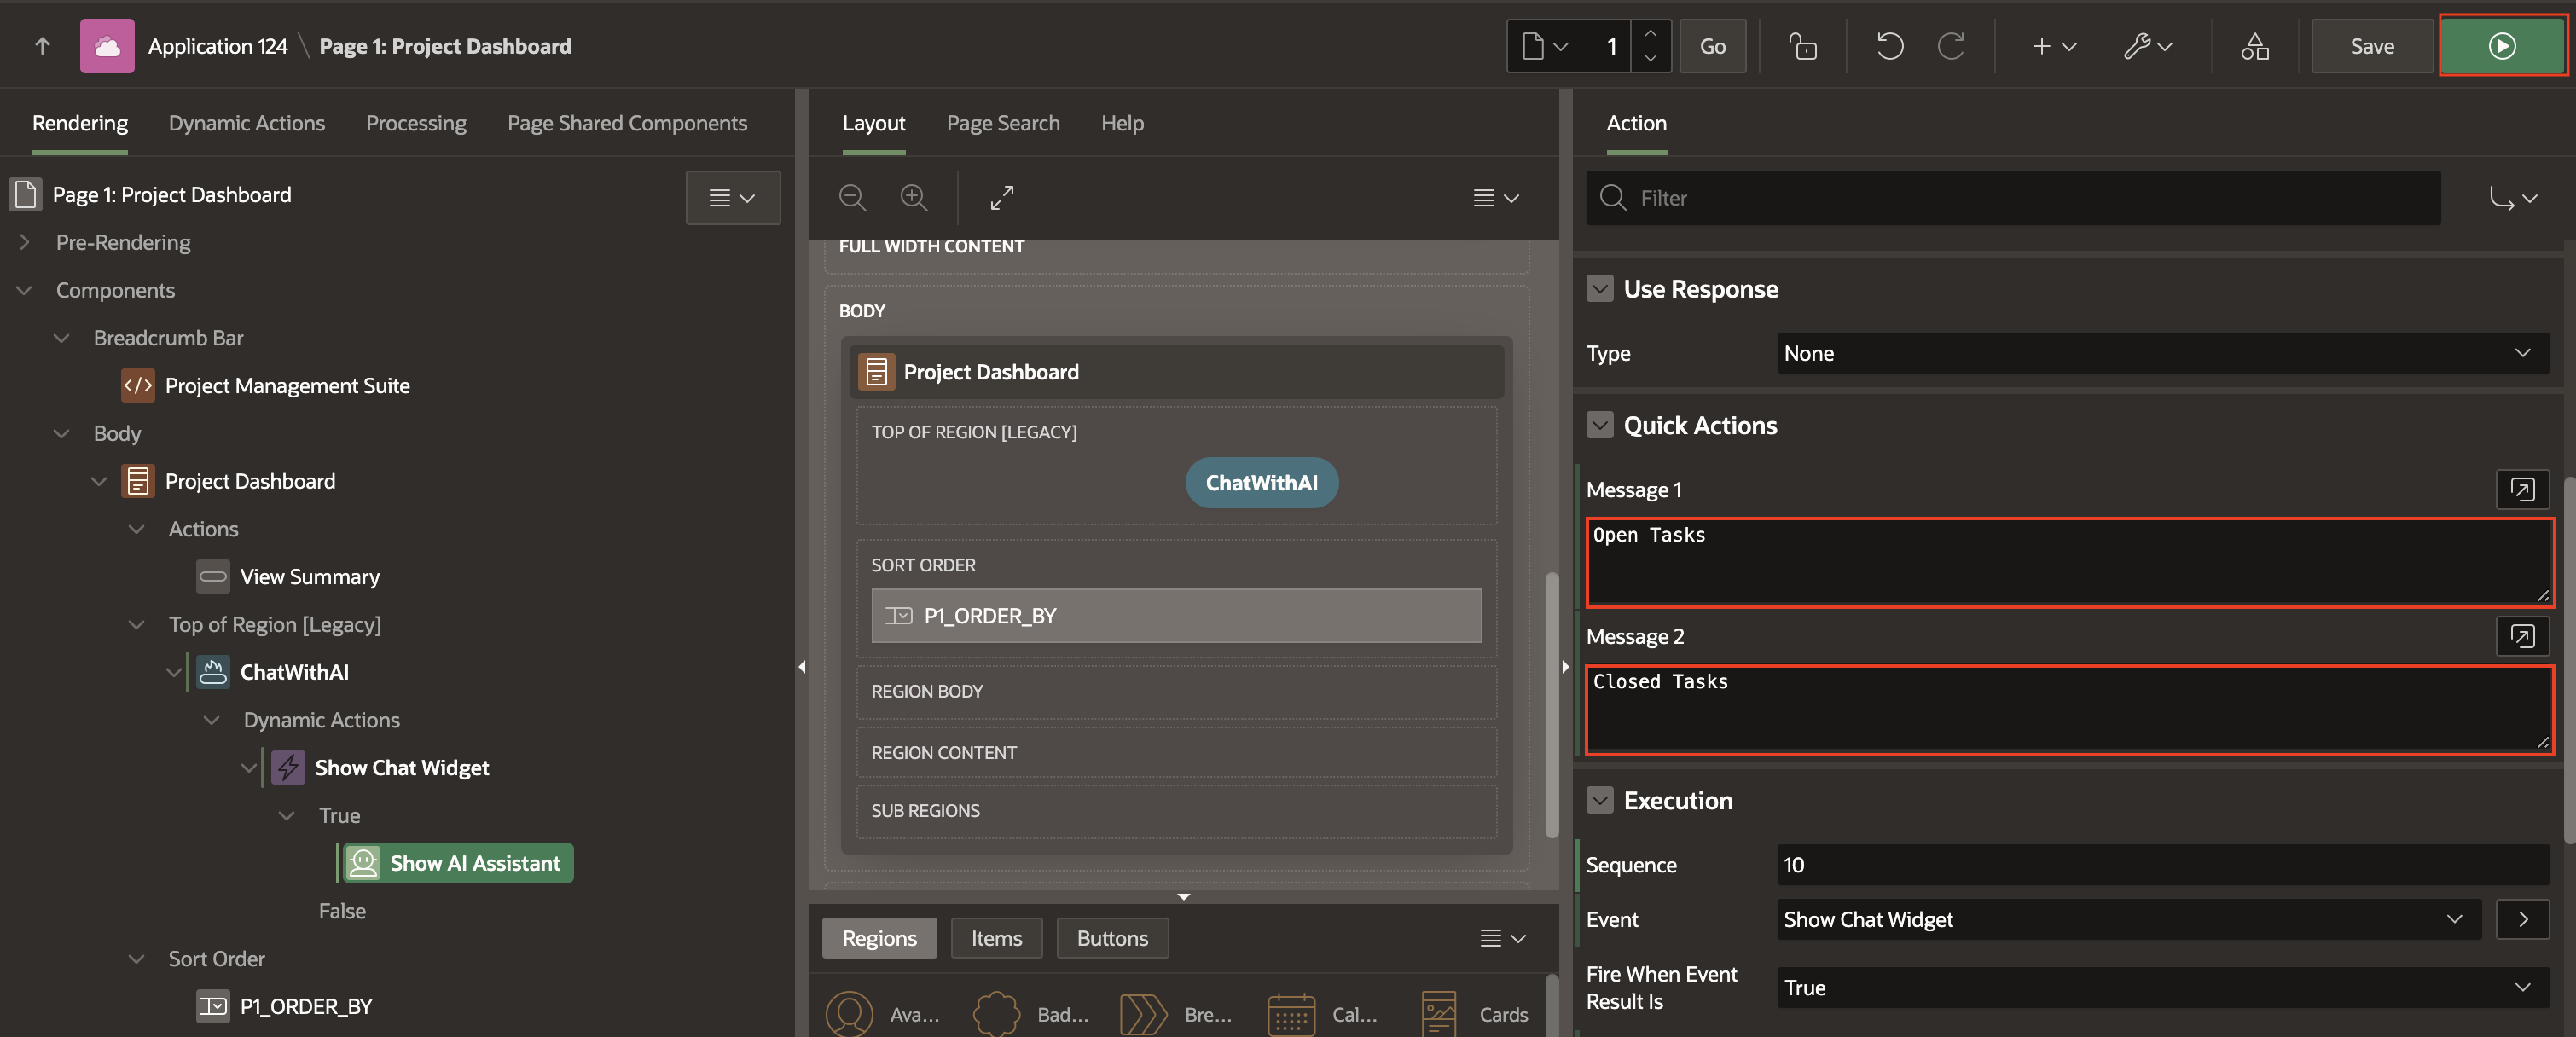 Application 124 \ Page 1: Project Dashboard
1
Go
Save
Rendering
Dynamic Actions
Processing
Page Shared Components
Page 1: Project Dashboard
Pre-Rendering
Components
Breadcrumb Bar
</> Project Management Suite
Body
Project Dashboard
Actions
View Summary
Top of Region [Legacy]
ChatWithAI
Dynamic Actions
Show Chat Widget
True
Show AI Assistant
False
Sort Order
P1_ORDER_BY
Layout
Page Search
Help
FULL WIDTH CONTENT
BODY
Project Dashboard
TOP OF REGION [LEGACY]
ChatWithAI
SORT ORDER
P1_ORDER_BY
REGION BODY
REGION CONTENT
SUB REGIONS
Regions
Items
Buttons
Ava...
Bad...
Bre...
Cal...
Cards
Action
Filter
Use Response
Type
None
Quick Actions
Message 1
Open Tasks
Message 2
Closed Tasks
Execution
Sequence
10
Event
Show Chat Widget
Fire When Event
Result Is
True